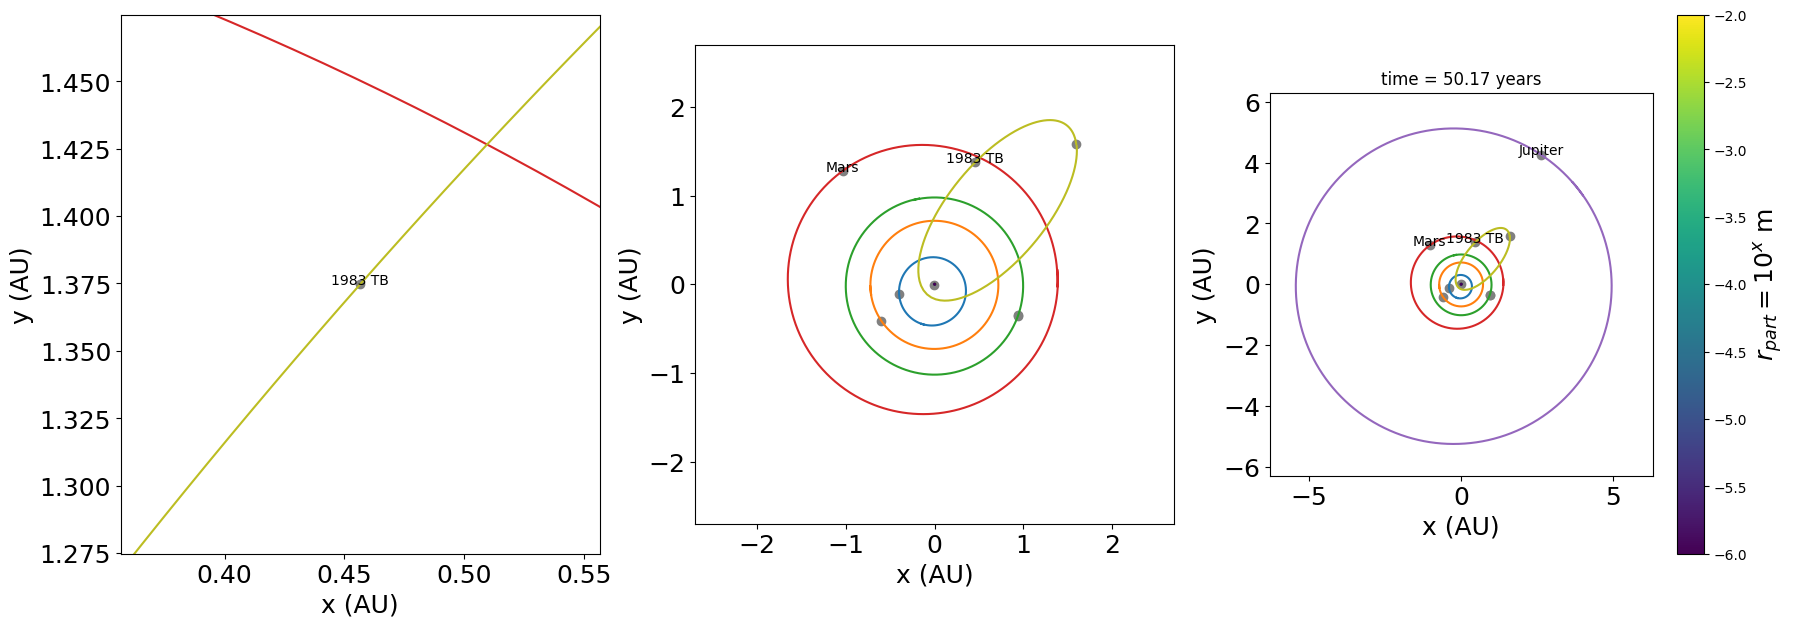 time = 50.17 years
1.450
1.425
1.400
1.375
1.350
1.325
1.300
1.275
0.40 0.45 0.50 0.55
x (AU)
y (AU)
1983 TB
2
1
0
−1
−2
−2 −1 0 1 2
x (AU)
y (AU)
Mars
1983 TB
6
4
2
0
−2
−4
−6
−5 0 5
x (AU)
y (AU)
Jupiter
Mars
1983 TB
−2.0
−2.5
−3.0
−3.5
−4.0
−4.5
−5.0
−5.5
−6.0
r_{part} = 10^x m